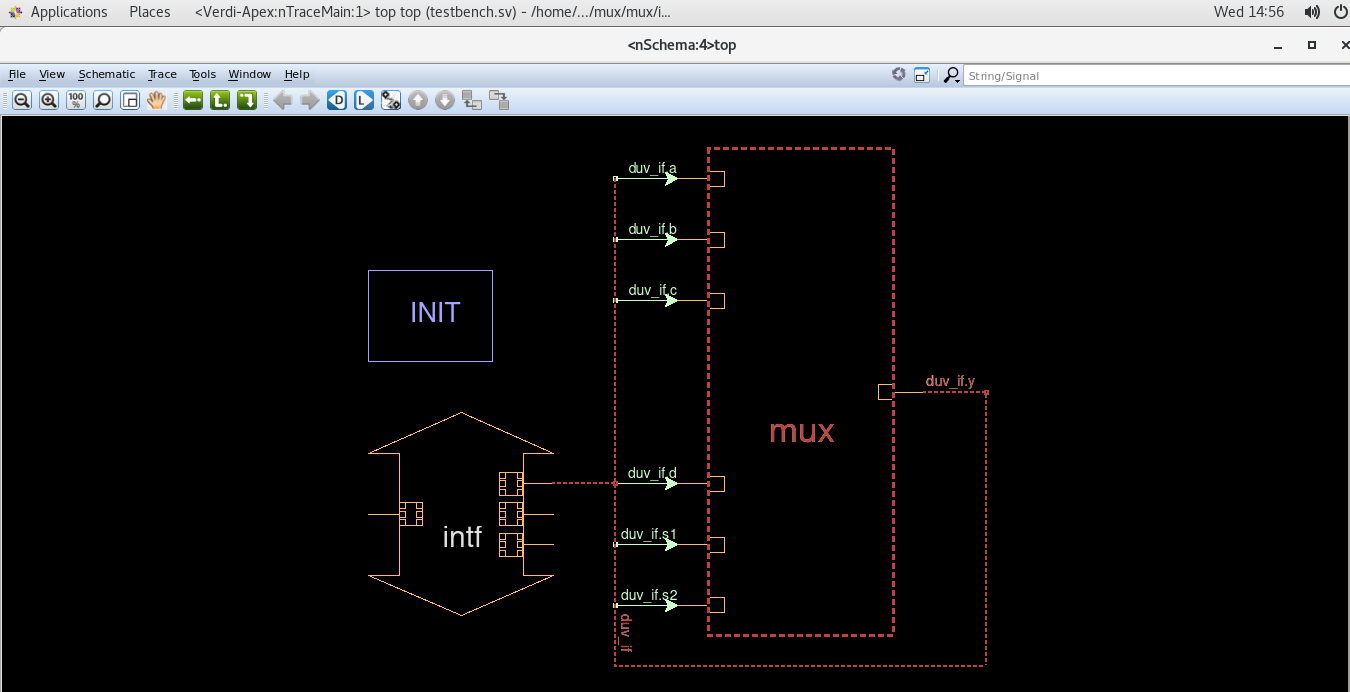 Applications Places <Verdi-Apex:nTraceMain:1> top top (testbench.sv) - /home/.../mux/mux/i... Wed 14:56
<nSchema:4>top
File View Schematic Trace Tools Window Help String/Signal
100 %
D L
duv_if.a
duv_if.b
duv_if.c
INIT
duv_if.y
mux
duv_if.d
intf
duv_if.s1
duv_if.s2
duv_if